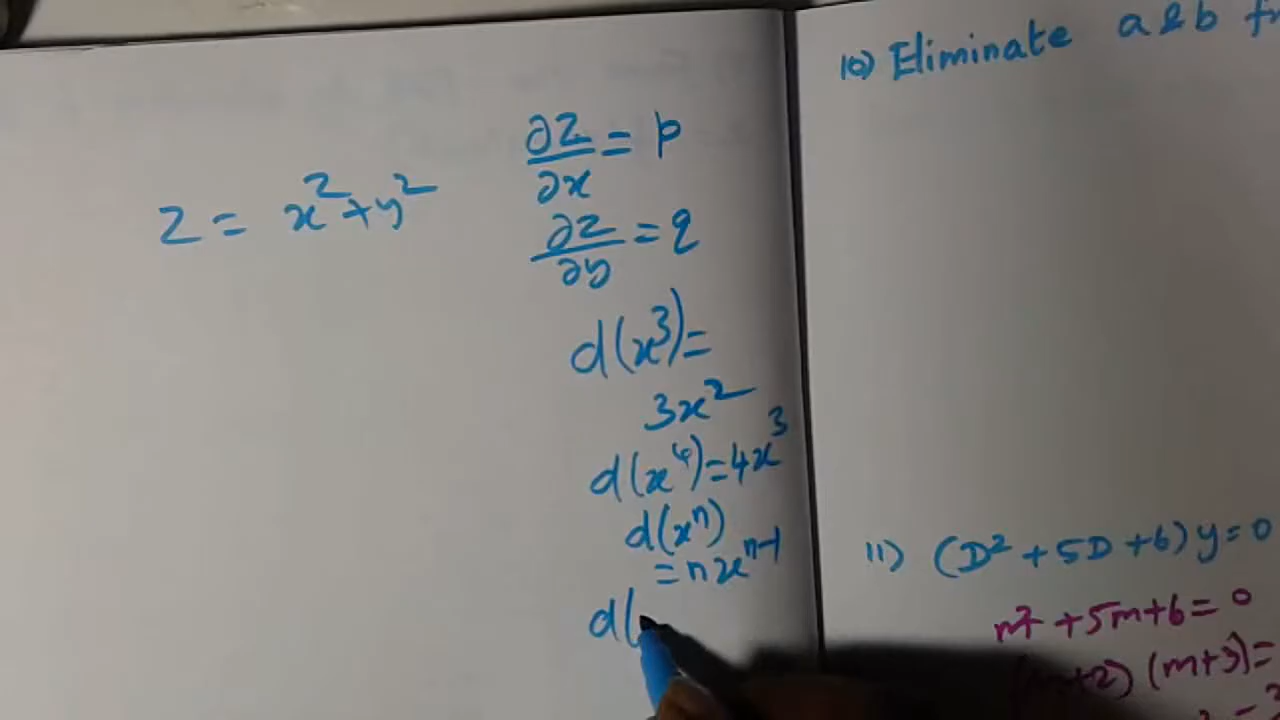 z = x² + y²
∂z/∂x = p
∂z/∂y = q
d(x³) =
3x²
d(x⁴) = 4x³
d(xⁿ)
= nxⁿ⁻¹
d(
10) Eliminate a & b
11) (D² + 5D + 6) y = 0
m² + 5m + 6 = 0
(m + 3) =